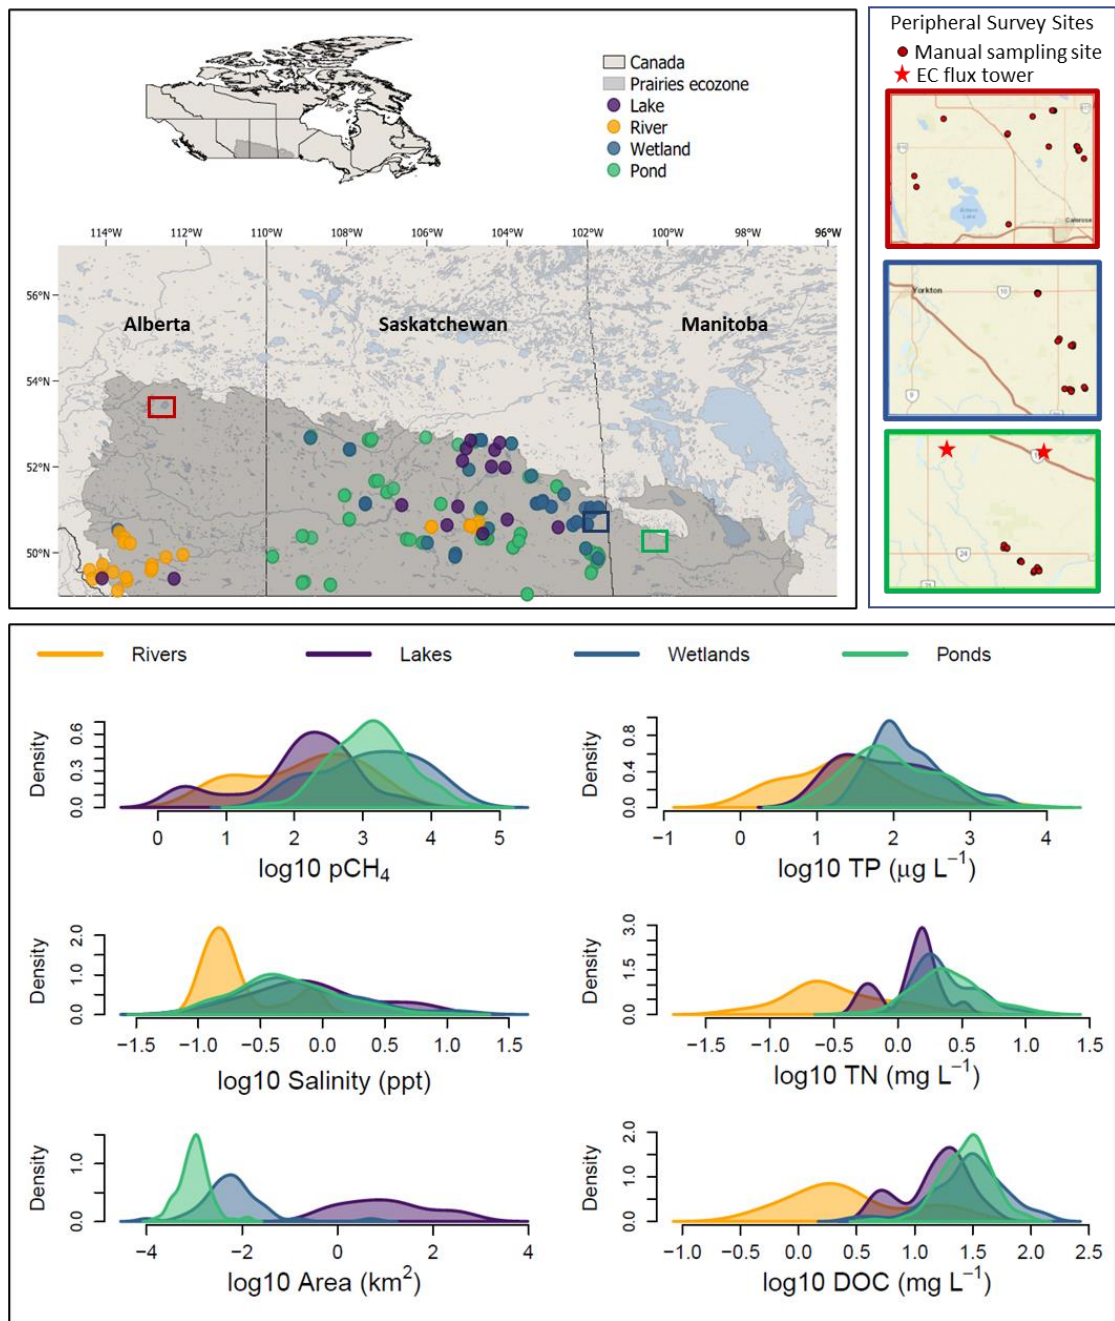 Canada
Prairies ecozone
Lake
River
Wetland
Pond
114°W 112°W 110°W 108°W 106°W 104°W 102°W 100°W 98°W 96°W
56°N
54°N
52°N
50°N
Alberta Saskatchewan Manitoba
Peripheral Survey Sites
Manual sampling site
EC flux tower
Camrose
Yorkton
10
9
24
Rivers Lakes Wetlands Ponds
Density
0.0 0.3 0.6
0 1 2 3 4 5
log10 pCH4
Density
0.0 0.4 0.8
−1 0 1 2 3 4
log10 TP (µg L−1)
Density
0.0 1.0 2.0
−1.5 −1.0 −0.5 0.0 0.5 1.0 1.5
log10 Salinity (ppt)
Density
0.0 1.5 3.0
−1.5 −1.0 −0.5 0.0 0.5 1.0 1.5
log10 TN (mg L−1)
Density
0.0 1.0
−4 −2 0 2 4
log10 Area (km2)
Density
0.0 1.0 2.0
−1.0 −0.5 0.0 0.5 1.0 1.5 2.0 2.5
log10 DOC (mg L−1)